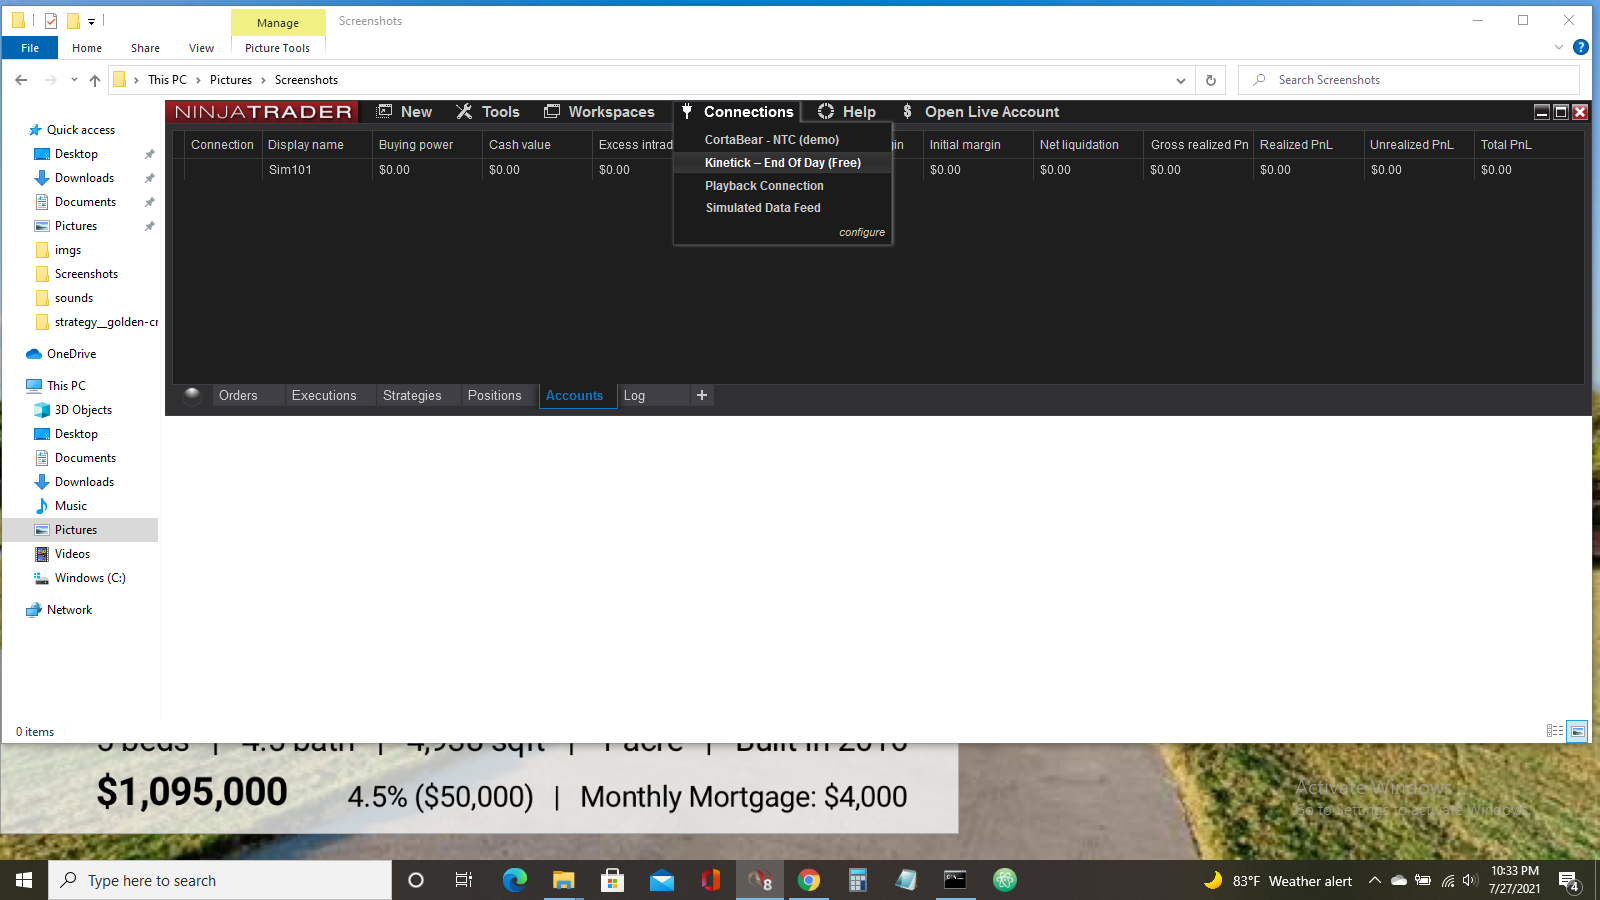 Manage
Screenshots
File
Home
Share
View
Picture Tools
This PC > Pictures > Screenshots
Search Screenshots
NINJATRADER
New
Tools
Workspaces
Connections
Help
$ Open Live Account
Quick access
Desktop
Downloads
Documents
Pictures
imgs
Screenshots
sounds
strategy__golden-cr
OneDrive
This PC
3D Objects
Desktop
Documents
Downloads
Music
Pictures
Videos
Windows (C:)
Network
Connection Display name Buying power Cash value Excess intrad Initial margin Net liquidation Gross realized Pn Realized PnL Unrealized PnL Total PnL
Sim101 $0.00 $0.00 $0.00 $0.00 $0.00 $0.00 $0.00 $0.00 $0.00
CortaBear - NTC (demo)
Kinetick – End Of Day (Free)
Playback Connection
Simulated Data Feed
configure
Orders
Executions
Strategies
Positions
Accounts
Log
+
0 items
$1,095,000
4.5% ($50,000) | Monthly Mortgage: $4,000
Activate Windows
Go to Settings to activate Windows.
Type here to search
83°F Weather alert
10:33 PM
7/27/2021
4